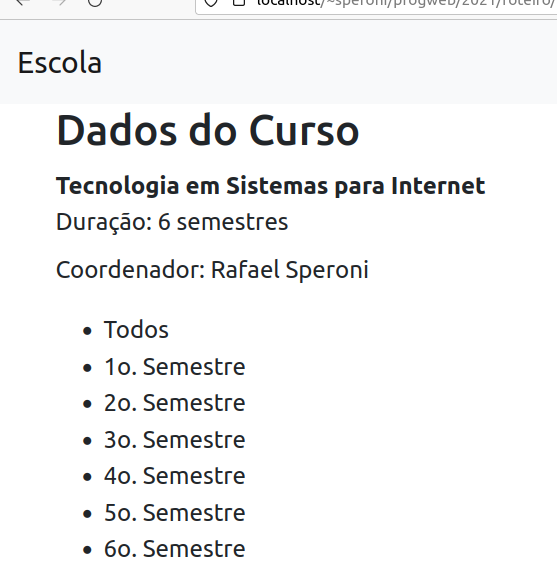 localhost/~speroni/progweb/2021/roteiro/
Escola
Dados do Curso
Tecnologia em Sistemas para Internet
Duração: 6 semestres
Coordenador: Rafael Speroni
• Todos
• 1o. Semestre
• 2o. Semestre
• 3o. Semestre
• 4o. Semestre
• 5o. Semestre
• 6o. Semestre